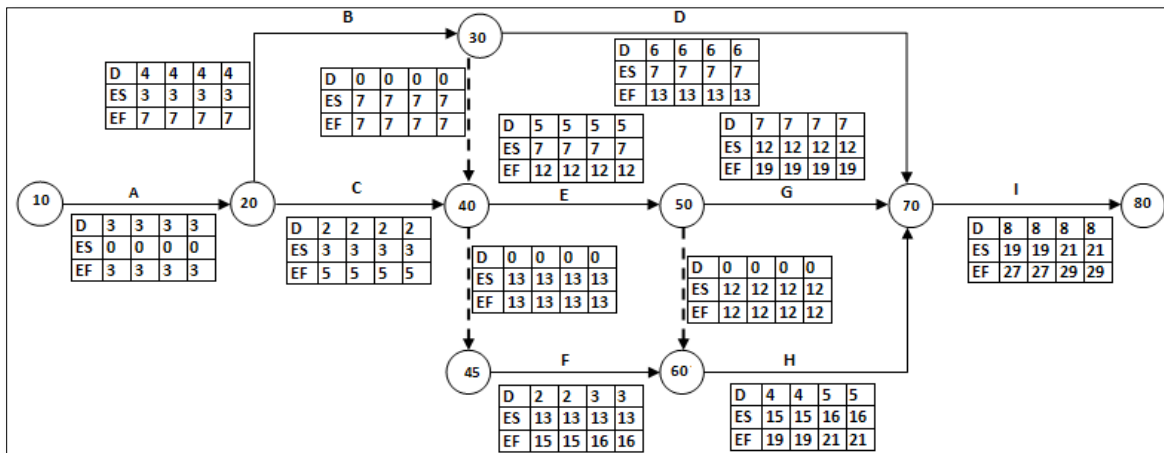 B
D
30
D 4 4 4 4
ES 3 3 3 3
EF 7 7 7 7
D 0 0 0 0
ES 7 7 7 7
EF 7 7 7 7
D 6 6 6 6
ES 7 7 7 7
EF 13 13 13 13
D 5 5 5 5
ES 7 7 7 7
EF 12 12 12 12
D 7 7 7 7
ES 12 12 12 12
EF 19 19 19 19
10
A
20
C
40
E
50
G
70
I
80
D 3 3 3 3
ES 0 0 0 0
EF 3 3 3 3
D 2 2 2 2
ES 3 3 3 3
EF 5 5 5 5
D 0 0 0 0
ES 13 13 13 13
EF 13 13 13 13
D 0 0 0 0
ES 12 12 12 12
EF 12 12 12 12
D 8 8 8 8
ES 19 19 21 21
EF 27 27 29 29
45
F
60
H
D 2 2 3 3
ES 13 13 13 13
EF 15 15 16 16
D 4 4 5 5
ES 15 15 16 16
EF 19 19 21 21